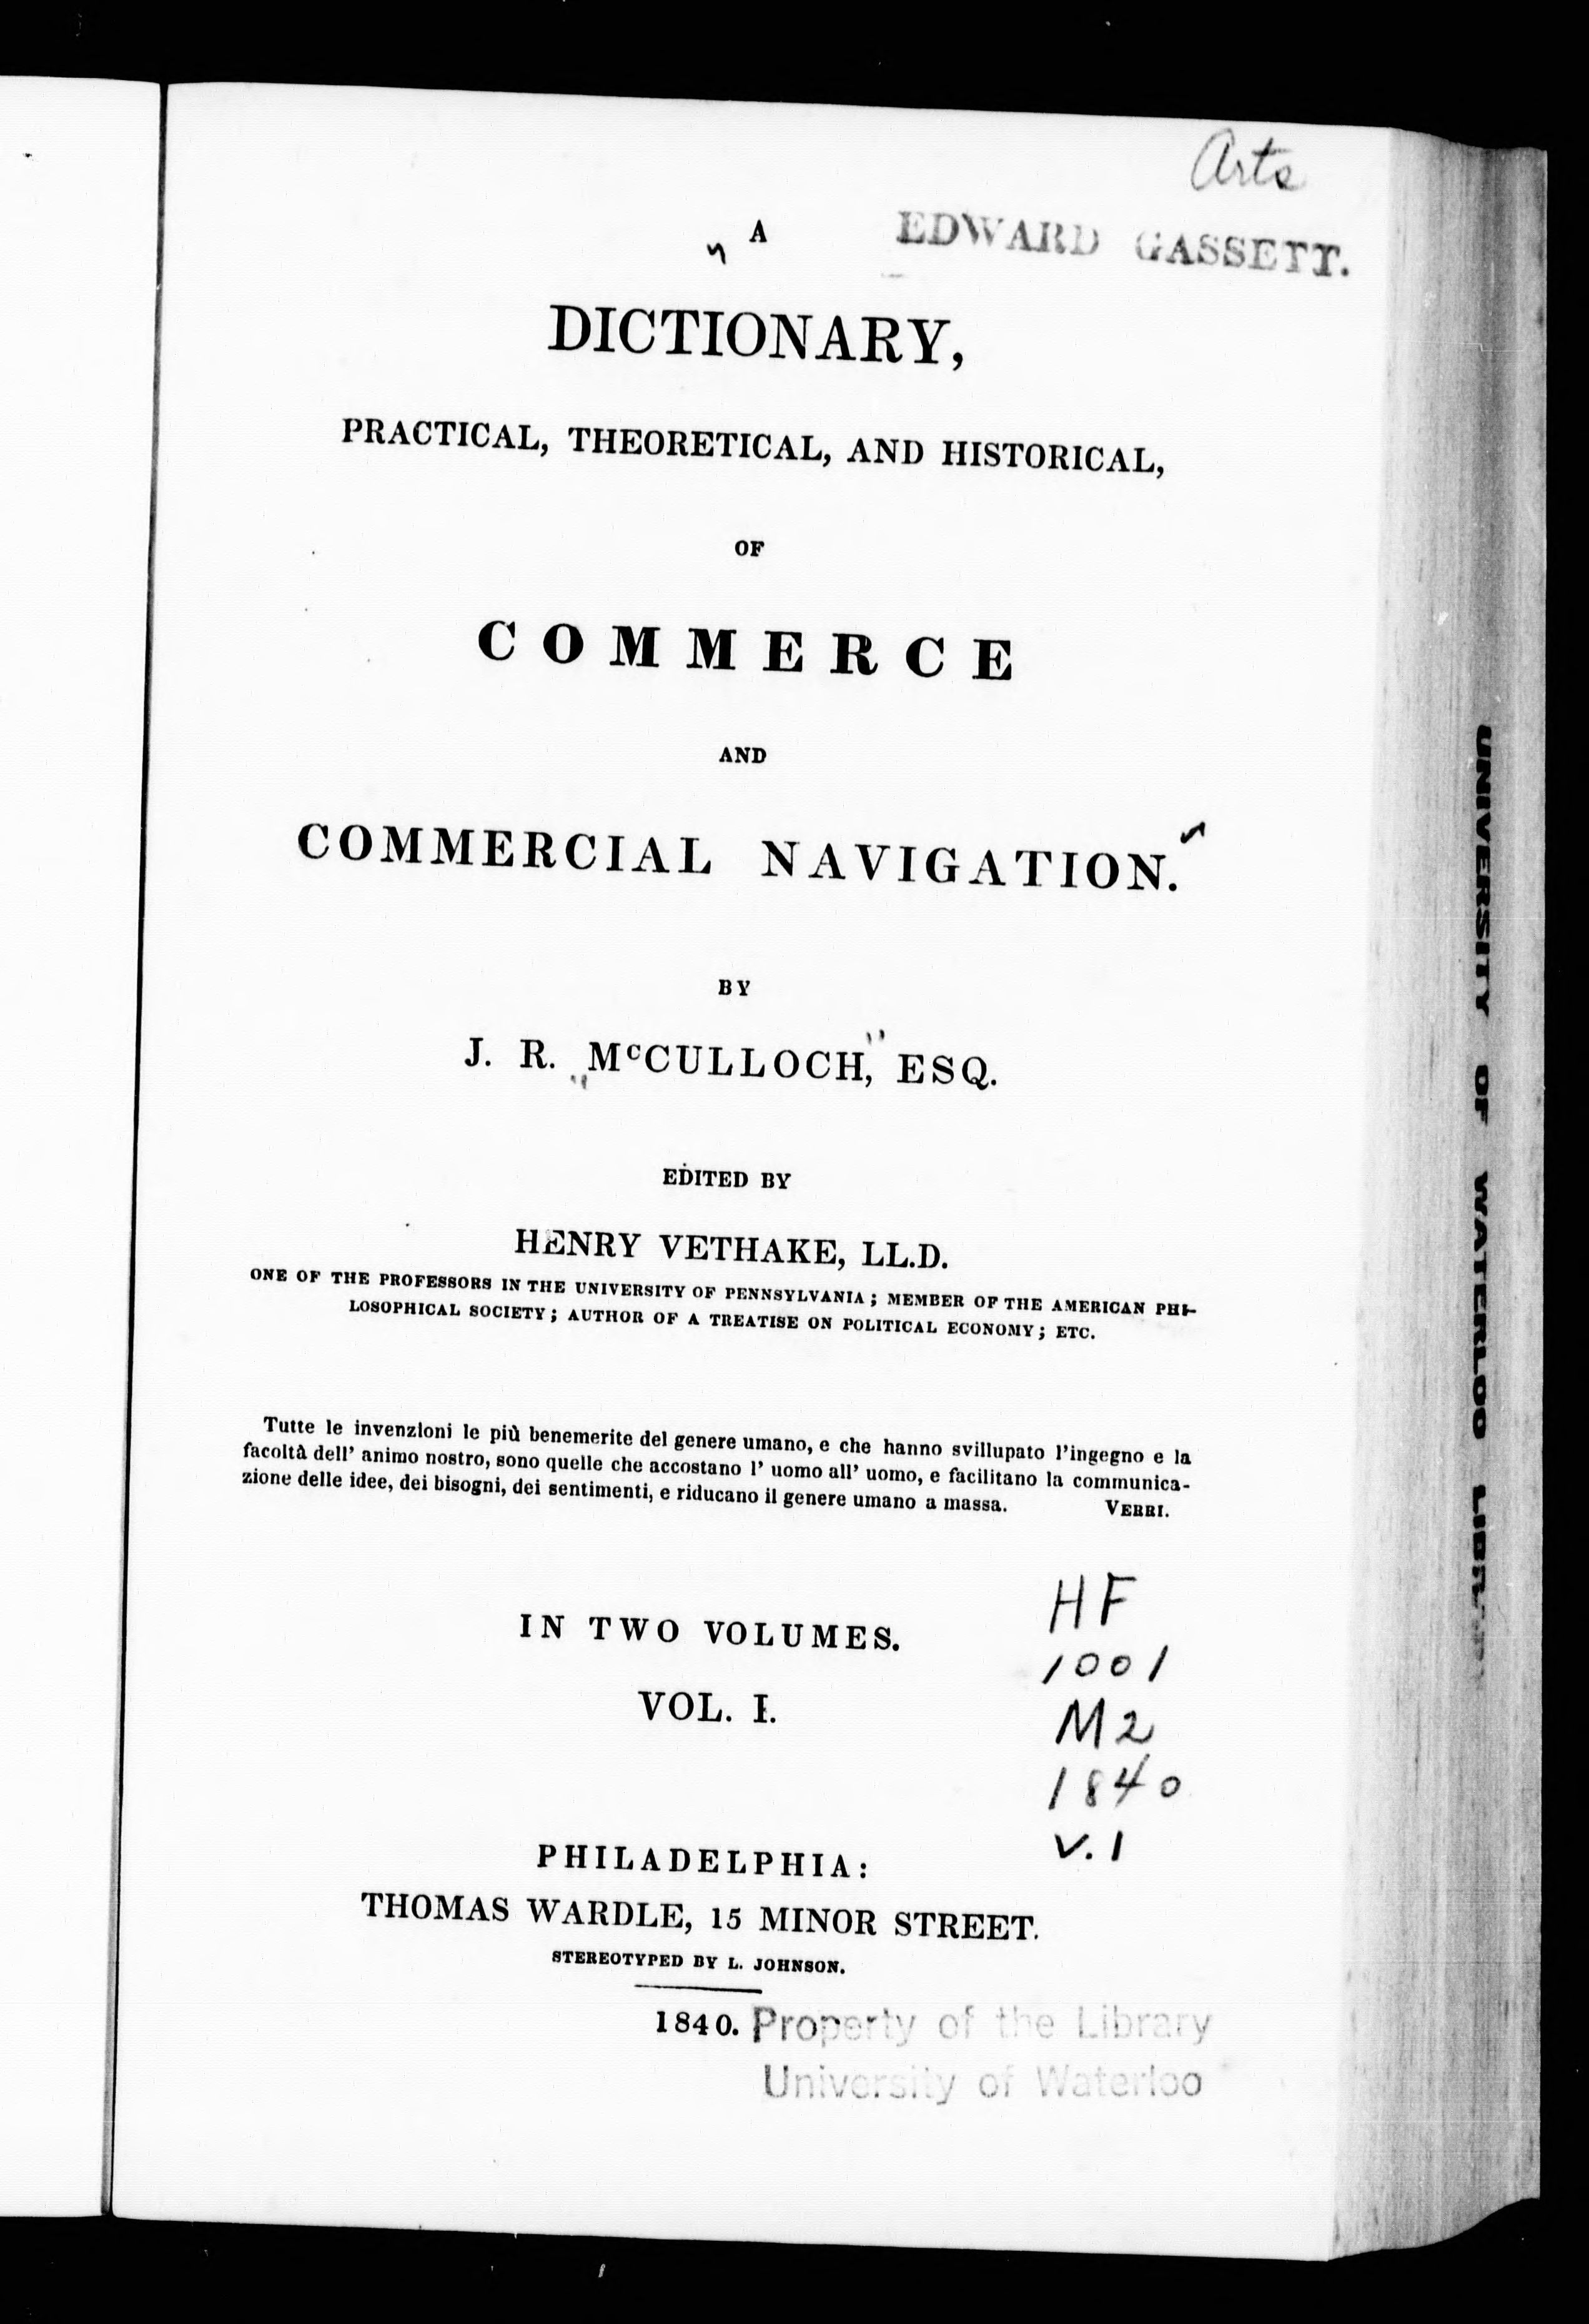 Arts
EDWARD GASSETT.
A
DICTIONARY,
PRACTICAL, THEORETICAL, AND HISTORICAL,
OF
COMMERCE
AND
COMMERCIAL NAVIGATION.
BY
J. R. McCULLOCH, ESQ.
EDITED BY
HENRY VETHAKE, LL.D.
ONE OF THE PROFESSORS IN THE UNIVERSITY OF PENNSYLVANIA; MEMBER OF THE AMERICAN PHI-
LOSOPHICAL SOCIETY; AUTHOR OF A TREATISE ON POLITICAL ECONOMY; ETC.
Tutte le invenzioni le più benemerite del genere umano, e che hanno svillupato l'ingegno e la
facoltà dell' animo nostro, sono quelle che accostano l' uomo all' uomo, e facilitano la communica-
zione delle idee, dei bisogni, dei sentimenti, e riducano il genere umano a massa. VERRI.
IN TWO VOLUMES.
VOL. I.
HF
1001
M2
1840
v.1
PHILADELPHIA:
THOMAS WARDLE, 15 MINOR STREET.
STEREOTYPED BY L. JOHNSON.
1840.
Property of the Library
University of Waterloo
UNIVERSITY OF WATERLOO